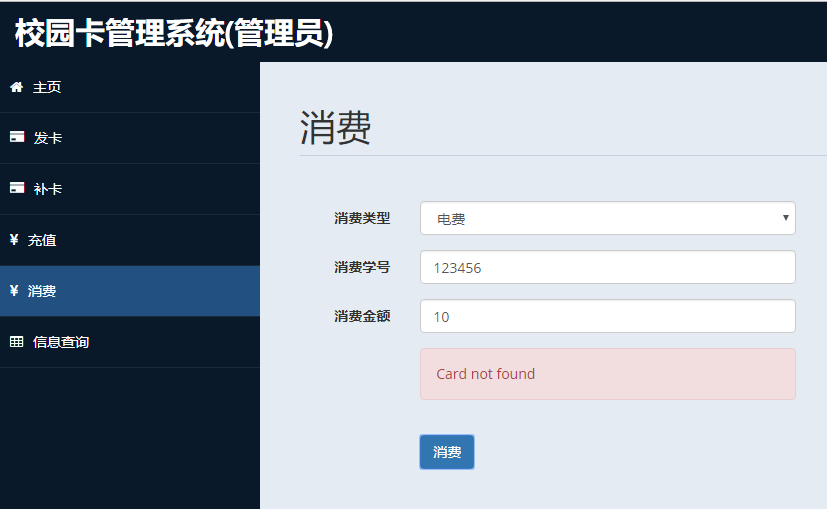 校园卡管理系统(管理员)
主页
发卡
补卡
¥ 充值
¥ 消费
信息查询
消费
消费类型 电费
消费学号 123456
消费金额 10
Card not found
消费